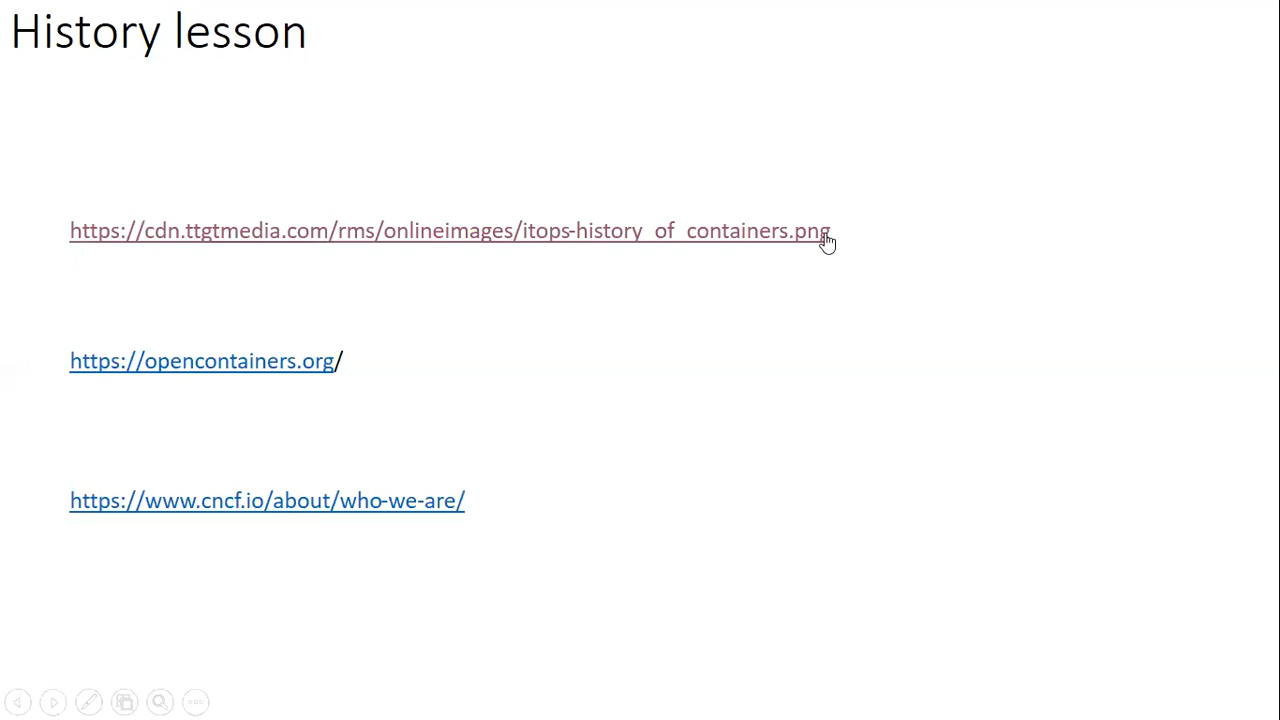 History lesson
https://cdn.ttgtmedia.com/rms/onlineimages/itops-history_of_containers.png
https://opencontainers.org/
https://www.cncf.io/about/who-we-are/